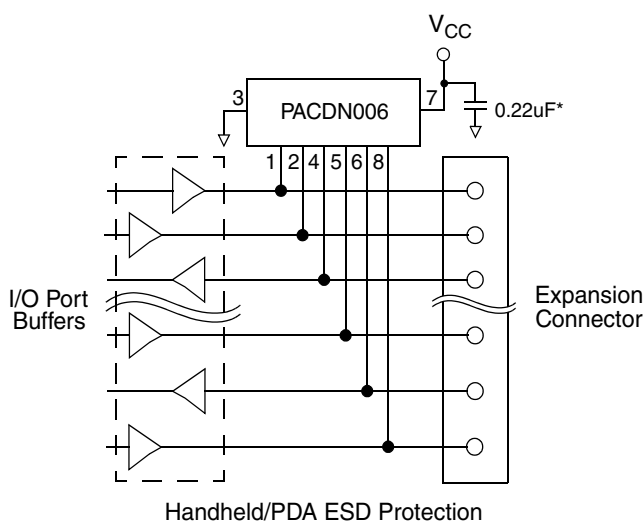 V_CC
3
PACDN006
7
0.22uF*
1 2 4 5 6 8
I/O Port
Buffers
Expansion
Connector
Handheld/PDA ESD Protection